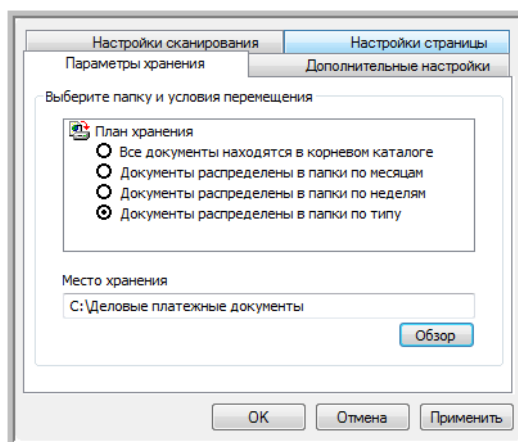 Настройки сканирования
Настройки страницы
Параметры хранения
Дополнительные настройки
Выберите папку и условия перемещения
План хранения
Все документы находятся в корневом каталоге
Документы распределены в папки по месяцам
Документы распределены в папки по неделям
Документы распределены в папки по типу
Место хранения
C:\Деловые платежные документы
Обзор
OK
Отмена
Применить